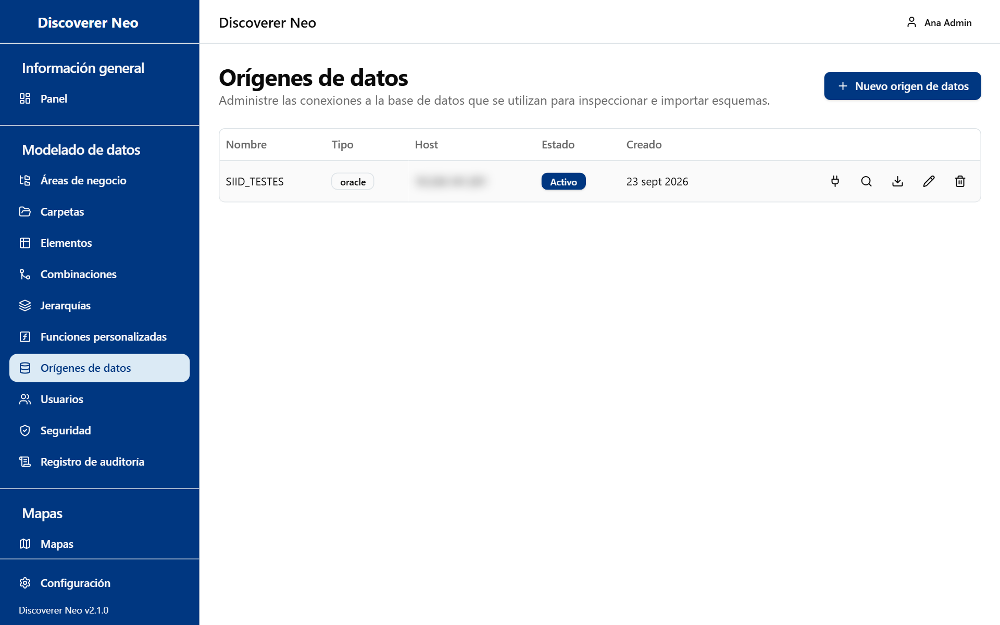 Discoverer Neo
Discoverer Neo
Ana Admin
Información general
Panel
Modelado de datos
Áreas de negocio
Carpetas
Elementos
Combinaciones
Jerarquías
Funciones personalizadas
Orígenes de datos
Usuarios
Seguridad
Registro de auditoría
Mapas
Mapas
Configuración
Discoverer Neo v2.1.0
Orígenes de datos
Administre las conexiones a la base de datos que se utilizan para inspeccionar e importar esquemas.
Nuevo origen de datos
Nombre Tipo Host Estado Creado
SIID_TESTES oracle Activo 23 sept 2026